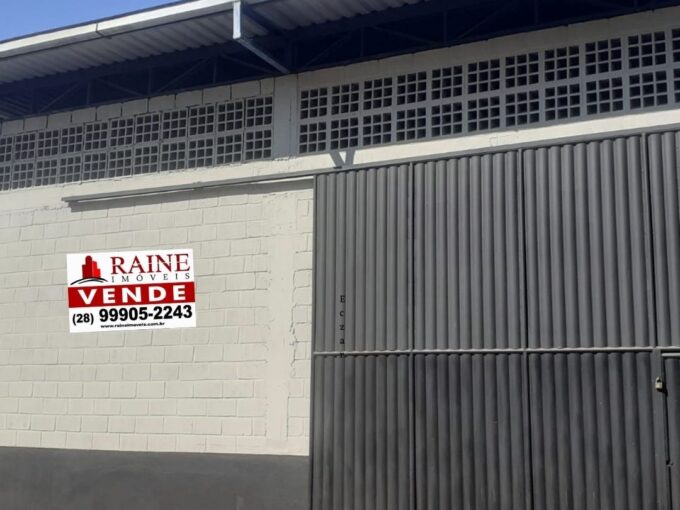 RAINE
IMÓVEIS
VENDE
(28) 99905-2243
www.raineimoveis.com.br